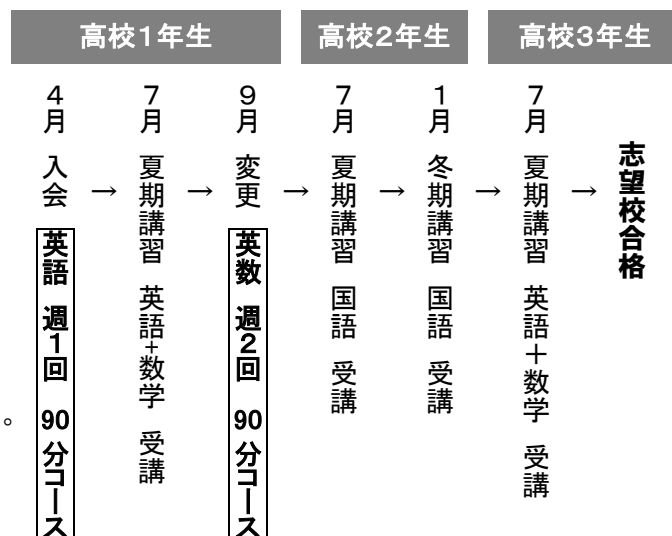 高校1年生
高校2年生
高校3年生
4月 入会 英語 週1回 90分コース
→
7月 夏期講習 英語+数学 受講
→
9月 変更 英数 週2回 90分コース
→
7月 夏期講習 国語 受講
→
1月 冬期講習 国語 受講
→
7月 夏期講習 英語+数学 受講
→
志望校合格
。